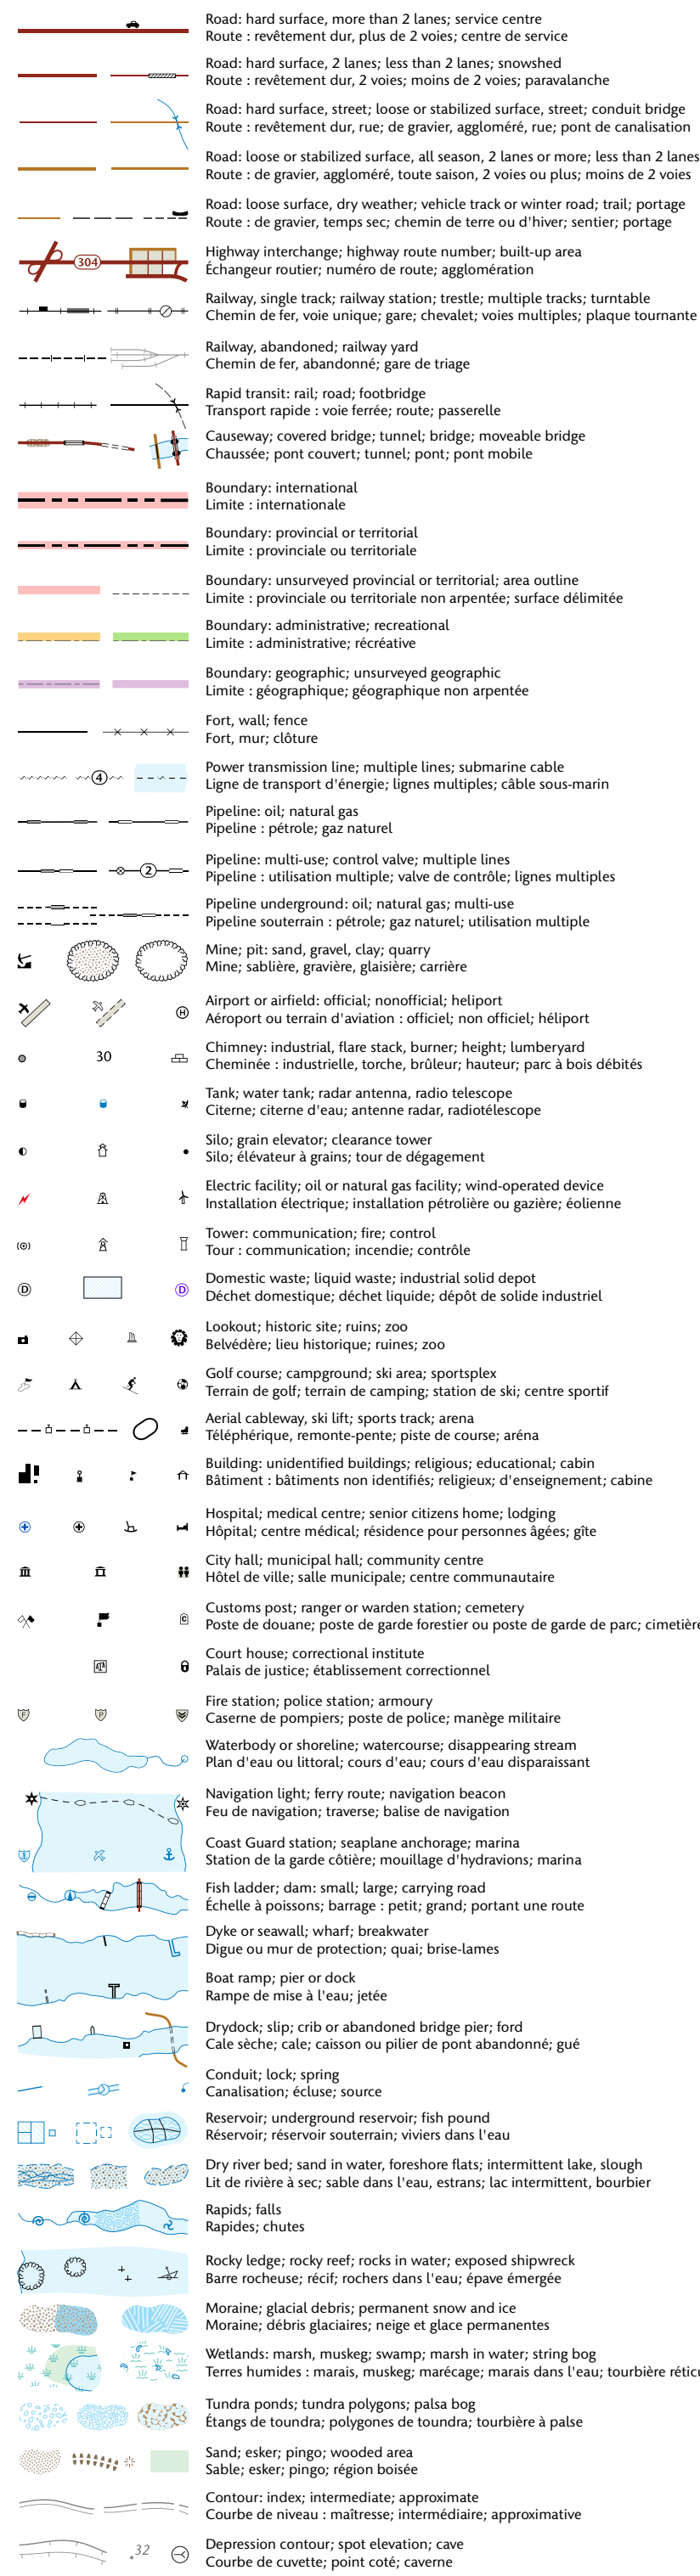 Road: hard surface, more than 2 lanes; service centre
Route : revêtement dur, plus de 2 voies; centre de service
Road: hard surface, 2 lanes; less than 2 lanes; snowshed
Route : revêtement dur, 2 voies; moins de 2 voies; paravalanche
Road: hard surface, street; loose or stabilized surface, street; conduit bridge
Route : revêtement dur, rue; de gravier, aggloméré, rue; pont de canalisation
Road: loose or stabilized surface, all season, 2 lanes or more; less than 2 lanes
Route : de gravier, aggloméré, toute saison, 2 voies ou plus; moins de 2 voies
Road: loose surface, dry weather; vehicle track or winter road; trail; portage
Route : de gravier, temps sec; chemin de terre ou d'hiver; sentier; portage
304
Highway interchange; highway route number; built-up area
Échangeur routier; numéro de route; agglomération
Railway, single track; railway station; trestle; multiple tracks; turntable
Chemin de fer, voie unique; gare; chevalet; voies multiples; plaque tournante
Railway, abandoned; railway yard
Chemin de fer, abandonné; gare de triage
Rapid transit: rail; road; footbridge
Transport rapide : voie ferrée; route; passerelle
Causeway; covered bridge; tunnel; bridge; moveable bridge
Chaussée; pont couvert; tunnel; pont; pont mobile
Boundary: international
Limite : internationale
Boundary: provincial or territorial
Limite : provinciale ou territoriale
Boundary: unsurveyed provincial or territorial; area outline
Limite : provinciale ou territoriale non arpentée; surface délimitée
Boundary: administrative; recreational
Limite : administrative; récréative
Boundary: geographic; unsurveyed geographic
Limite : géographique; géographique non arpentée
Fort, wall; fence
Fort, mur; clôture
4
Power transmission line; multiple lines; submarine cable
Ligne de transport d'énergie; lignes multiples; câble sous-marin
Pipeline: oil; natural gas
Pipeline : pétrole; gaz naturel
2
Pipeline: multi-use; control valve; multiple lines
Pipeline : utilisation multiple; valve de contrôle; lignes multiples
Pipeline underground: oil; natural gas; multi-use
Pipeline souterrain : pétrole; gaz naturel; utilisation multiple
Mine; pit: sand, gravel, clay; quarry
Mine; sablière, gravière, glaisière; carrière
H
Airport or airfield: official; nonofficial; heliport
Aéroport ou terrain d'aviation : officiel; non officiel; héliport
30
Chimney: industrial, flare stack, burner; height; lumberyard
Cheminée : industrielle, torche, brûleur; hauteur; parc à bois débités
Tank; water tank; radar antenna, radio telescope
Citerne; citerne d'eau; antenne radar, radiotélescope
Silo; grain elevator; clearance tower
Silo; élévateur à grains; tour de dégagement
Electric facility; oil or natural gas facility; wind-operated device
Installation électrique; installation pétrolière ou gazière; éolienne
Tower: communication; fire; control
Tour : communication; incendie; contrôle
D
D
Domestic waste; liquid waste; industrial solid depot
Déchet domestique; déchet liquide; dépôt de solide industriel
Lookout; historic site; ruins; zoo
Belvédère; lieu historique; ruines; zoo
Golf course; campground; ski area; sportsplex
Terrain de golf; terrain de camping; station de ski; centre sportif
Aerial cableway, ski lift; sports track; arena
Téléphérique, remonte-pente; piste de course; aréna
Building: unidentified buildings; religious; educational; cabin
Bâtiment : bâtiments non identifiés; religieux; d'enseignement; cabine
Hospital; medical centre; senior citizens home; lodging
Hôpital; centre médical; résidence pour personnes âgées; gîte
City hall; municipal hall; community centre
Hôtel de ville; salle municipale; centre communautaire
C
Customs post; ranger or warden station; cemetery
Poste de douane; poste de garde forestier ou poste de garde de parc; cimetière
Court house; correctional institute
Palais de justice; établissement correctionnel
F
P
Fire station; police station; armoury
Caserne de pompiers; poste de police; manège militaire
Waterbody or shoreline; watercourse; disappearing stream
Plan d'eau ou littoral; cours d'eau; cours d'eau disparaissant
Navigation light; ferry route; navigation beacon
Feu de navigation; traverse; balise de navigation
Coast Guard station; seaplane anchorage; marina
Station de la garde côtière; mouillage d'hydravions; marina
Fish ladder; dam: small; large; carrying road
Échelle à poissons; barrage : petit; grand; portant une route
Dyke or seawall; wharf; breakwater
Digue ou mur de protection; quai; brise-lames
Boat ramp; pier or dock
Rampe de mise à l'eau; jetée
Drydock; slip; crib or abandoned bridge pier; ford
Cale sèche; cale; caisson ou pilier de pont abandonné; gué
Conduit; lock; spring
Canalisation; écluse; source
Reservoir; underground reservoir; fish pound
Réservoir; réservoir souterrain; viviers dans l'eau
Dry river bed; sand in water, foreshore flats; intermittent lake, slough
Lit de rivière à sec; sable dans l'eau, estrans; lac intermittent, bourbier
Rapids; falls
Rapides; chutes
Rocky ledge; rocky reef; rocks in water; exposed shipwreck
Barre rocheuse; récif; rochers dans l'eau; épave émergée
Moraine; glacial debris; permanent snow and ice
Moraine; débris glaciaires; neige et glace permanentes
Wetlands: marsh, muskeg; swamp; marsh in water; string bog
Terres humides : marais, muskeg; marécage; marais dans l'eau; tourbière réticu
Tundra ponds; tundra polygons; palsa bog
Étangs de toundra; polygones de toundra; tourbière à palse
Sand; esker; pingo; wooded area
Sable; esker; pingo; région boisée
Contour: index; intermediate; approximate
Courbe de niveau : maîtresse; intermédiaire; approximative
.32
Depression contour; spot elevation; cave
Courbe de cuvette; point coté; caverne